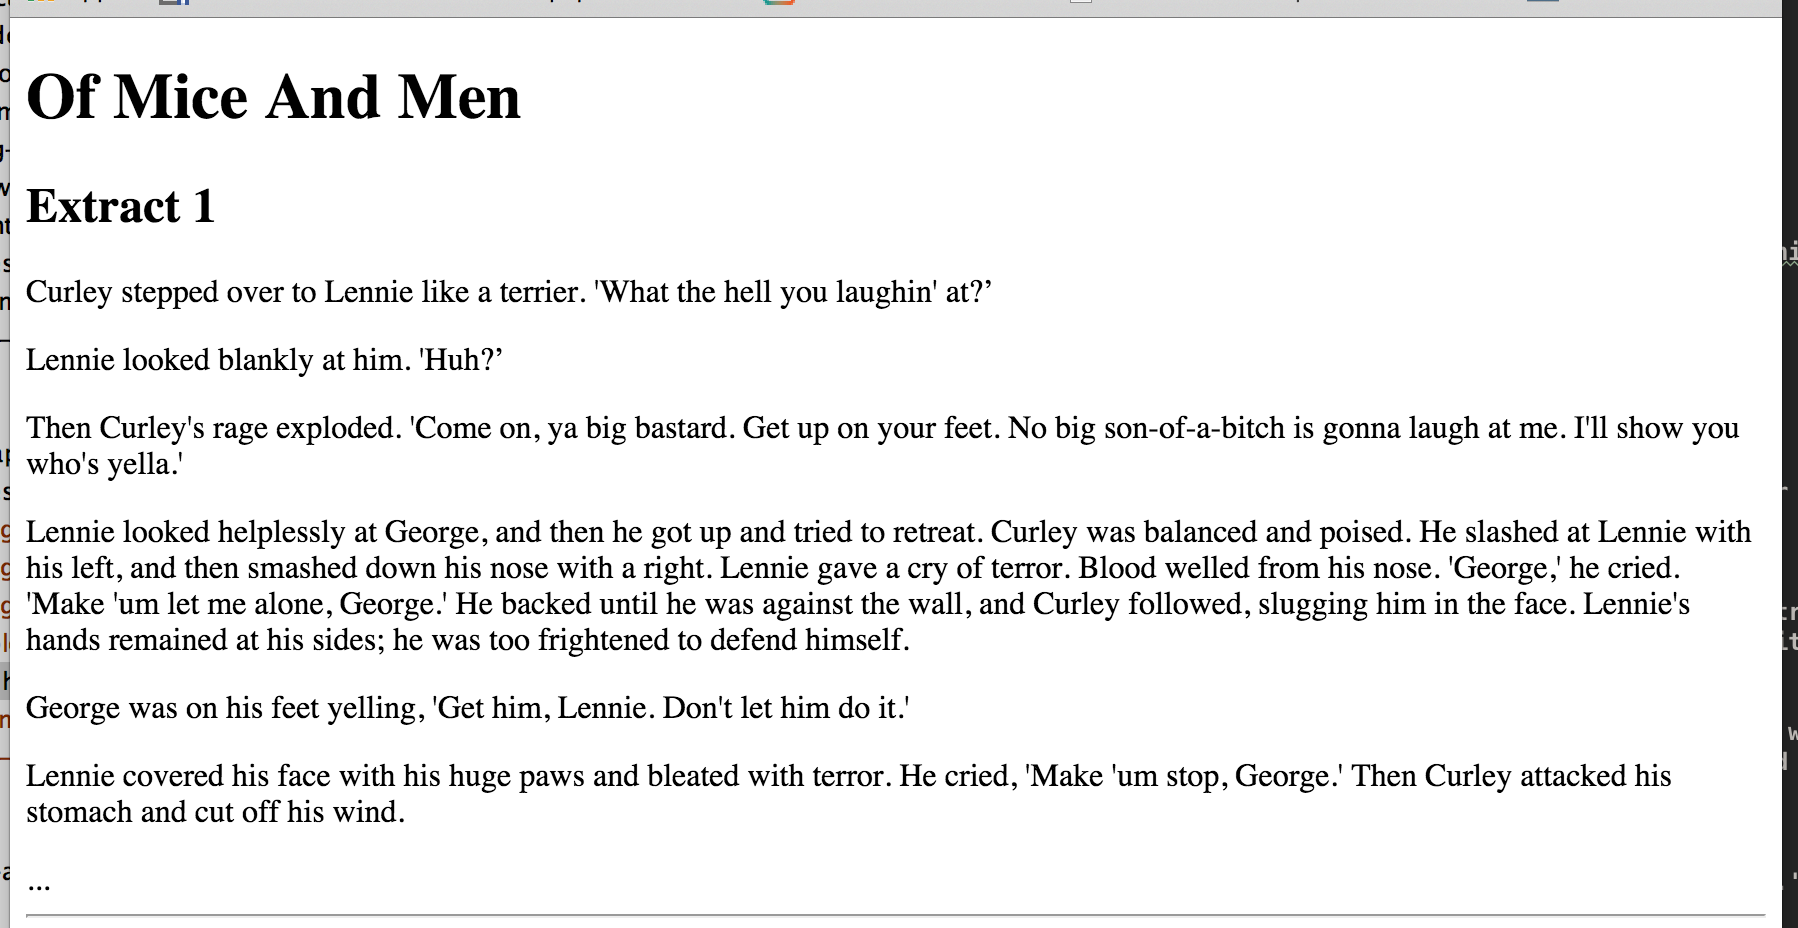 Of Mice And Men
Extract 1
Curley stepped over to Lennie like a terrier. 'What the hell you laughin' at?’
Lennie looked blankly at him. 'Huh?’
Then Curley's rage exploded. 'Come on, ya big bastard. Get up on your feet. No big son-of-a-bitch is gonna laugh at me. I'll show you
who's yella.'
Lennie looked helplessly at George, and then he got up and tried to retreat. Curley was balanced and poised. He slashed at Lennie with
his left, and then smashed down his nose with a right. Lennie gave a cry of terror. Blood welled from his nose. 'George,' he cried.
'Make 'um let me alone, George.' He backed until he was against the wall, and Curley followed, slugging him in the face. Lennie's
hands remained at his sides; he was too frightened to defend himself.
George was on his feet yelling, 'Get him, Lennie. Don't let him do it.'
Lennie covered his face with his huge paws and bleated with terror. He cried, 'Make 'um stop, George.' Then Curley attacked his
stomach and cut off his wind.
...